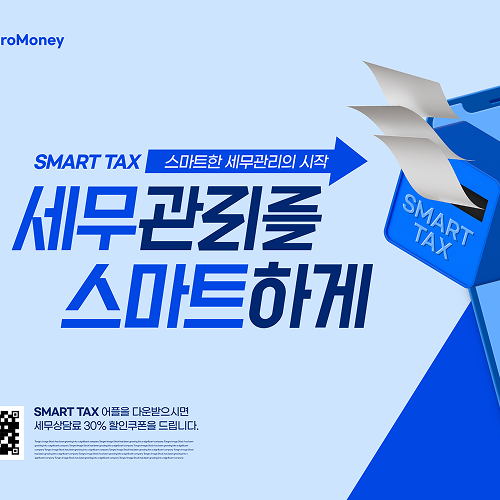 roMoney
SMART TAX 스마트한 세무관리의 시작
세무관리를
스마트하게
SMART
TAX
SMART TAX 어플을 다운받으시면
세무상담료 30% 할인쿠폰을 드립니다.